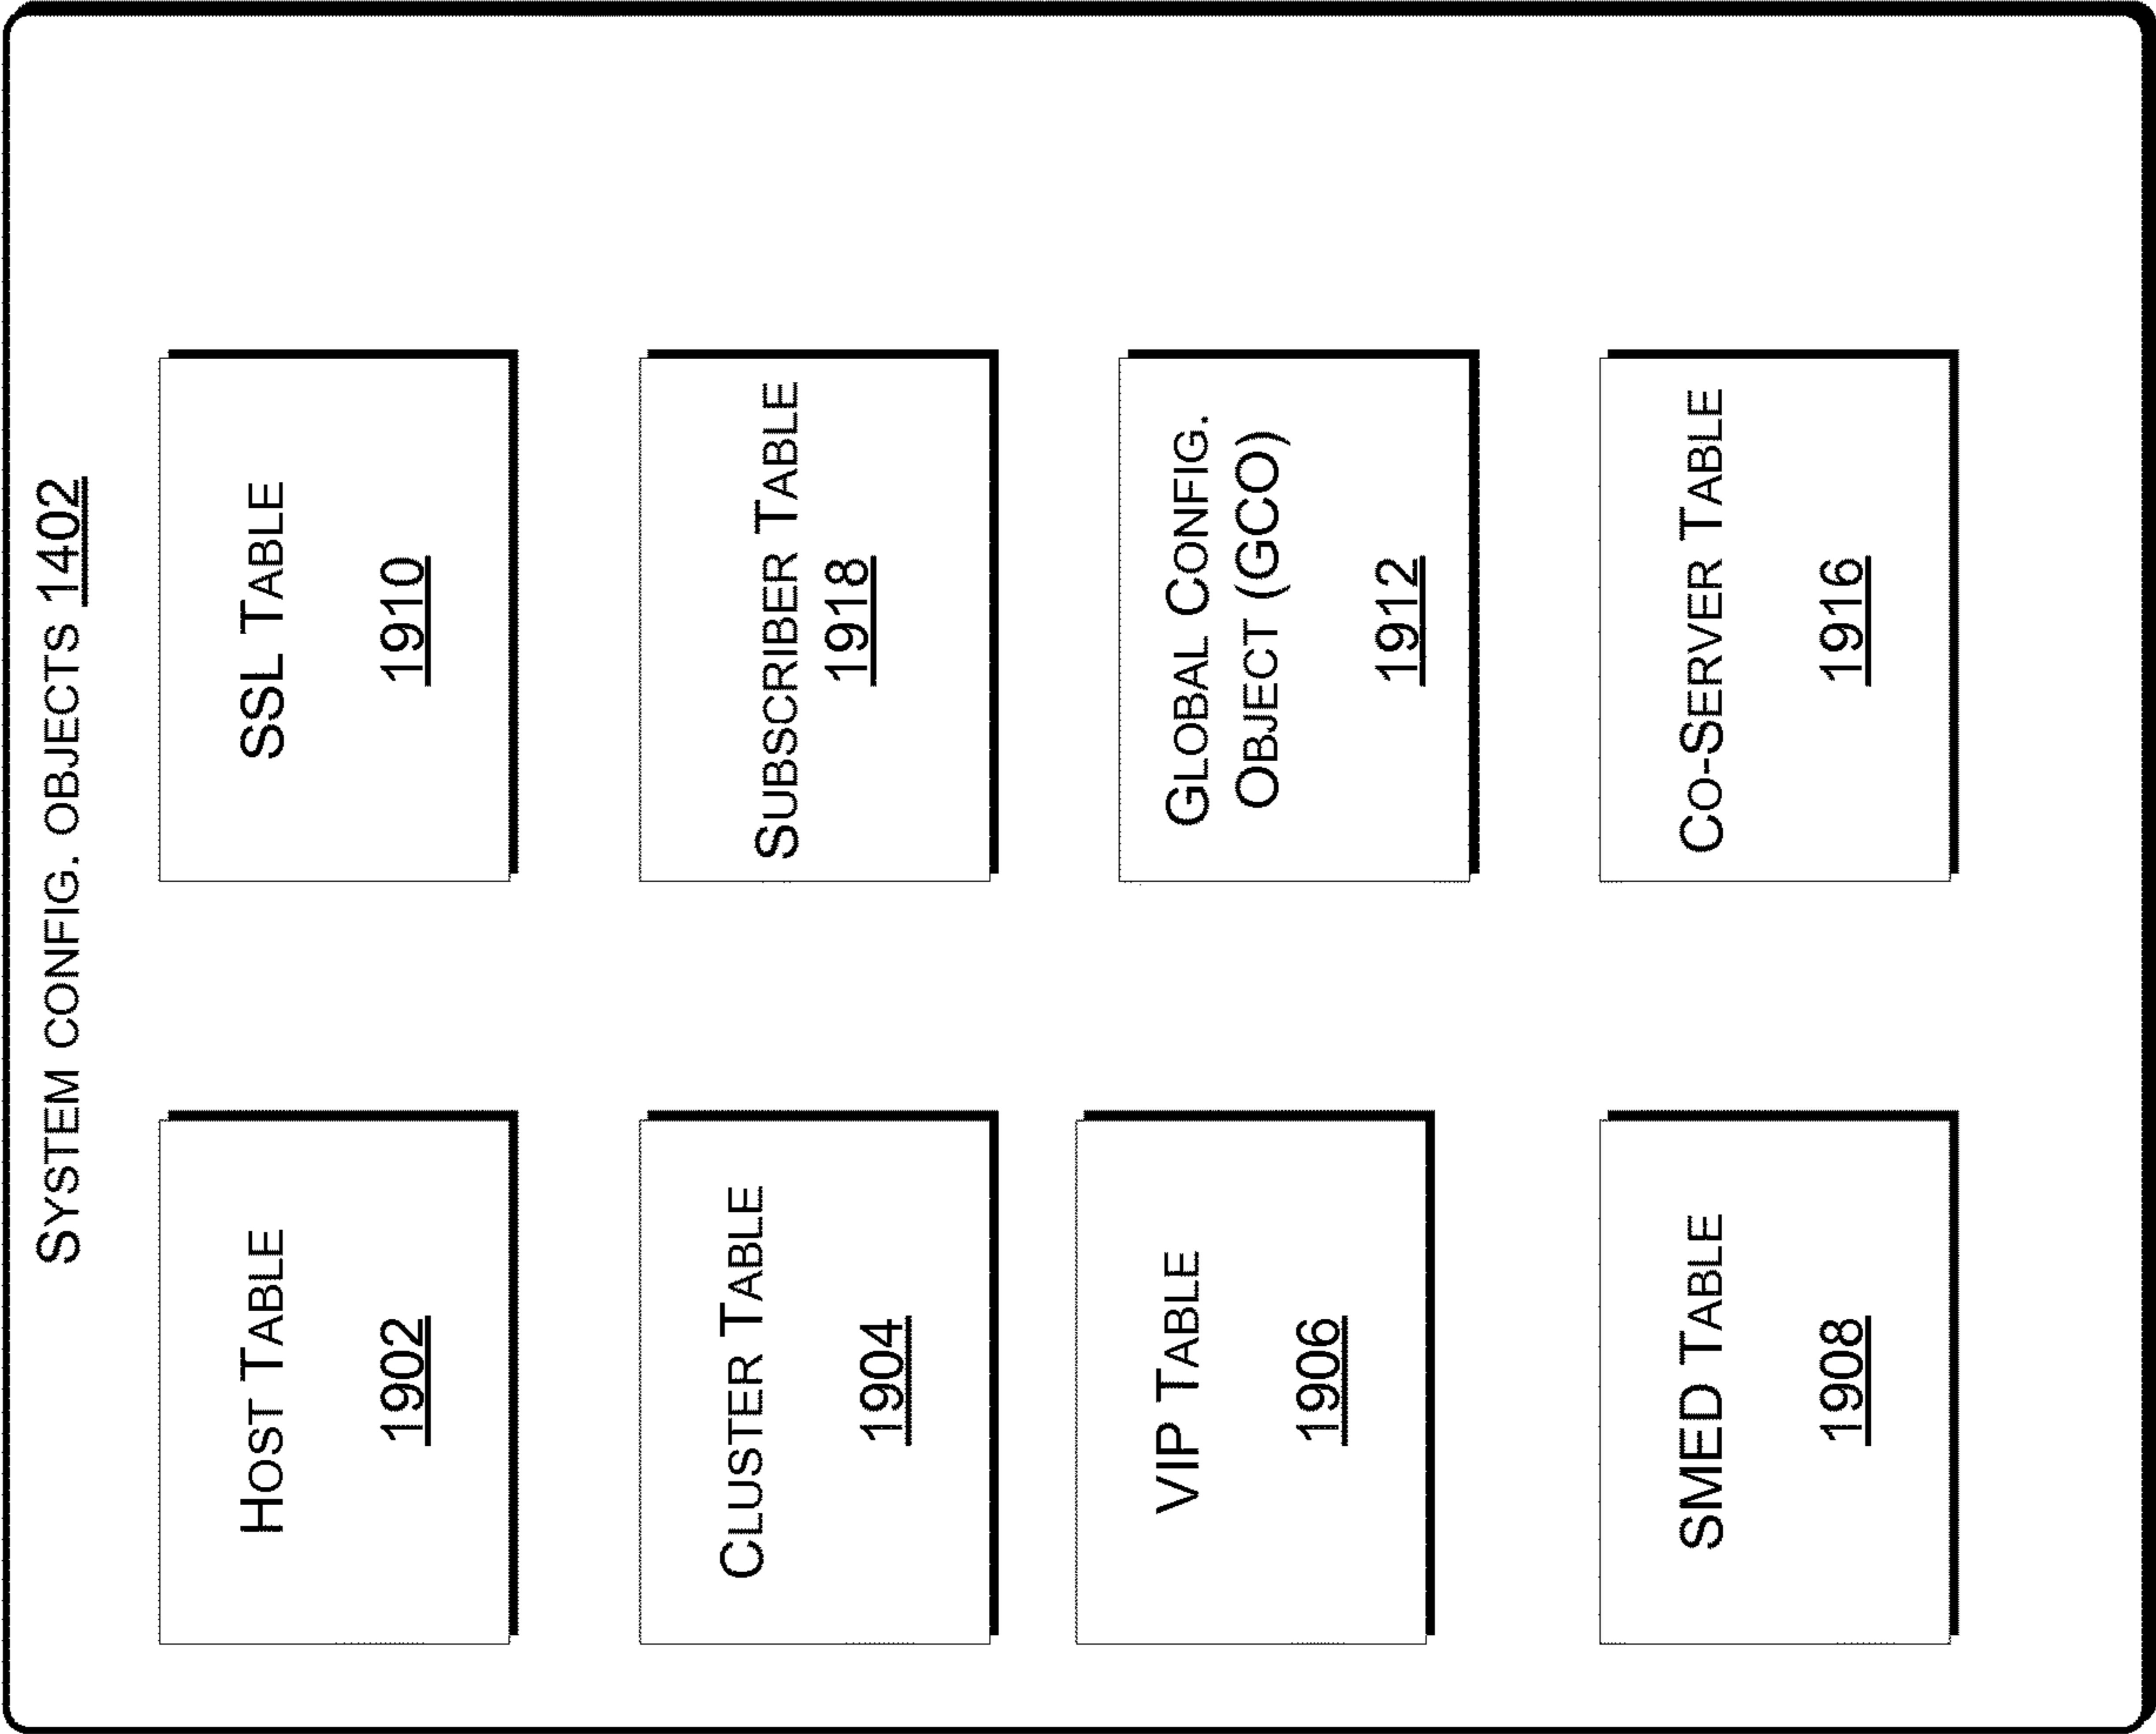 SYSTEM CONFIG. OBJECTS 1402
HOST TABLE
1902
SSL TABLE
1910
CLUSTER TABLE
1904
SUBSCRIBER TABLE
1918
VIP TABLE
1906
GLOBAL CONFIG.
OBJECT (GCO)
1912
SMED TABLE
1908
CO-SERVER TABLE
1916